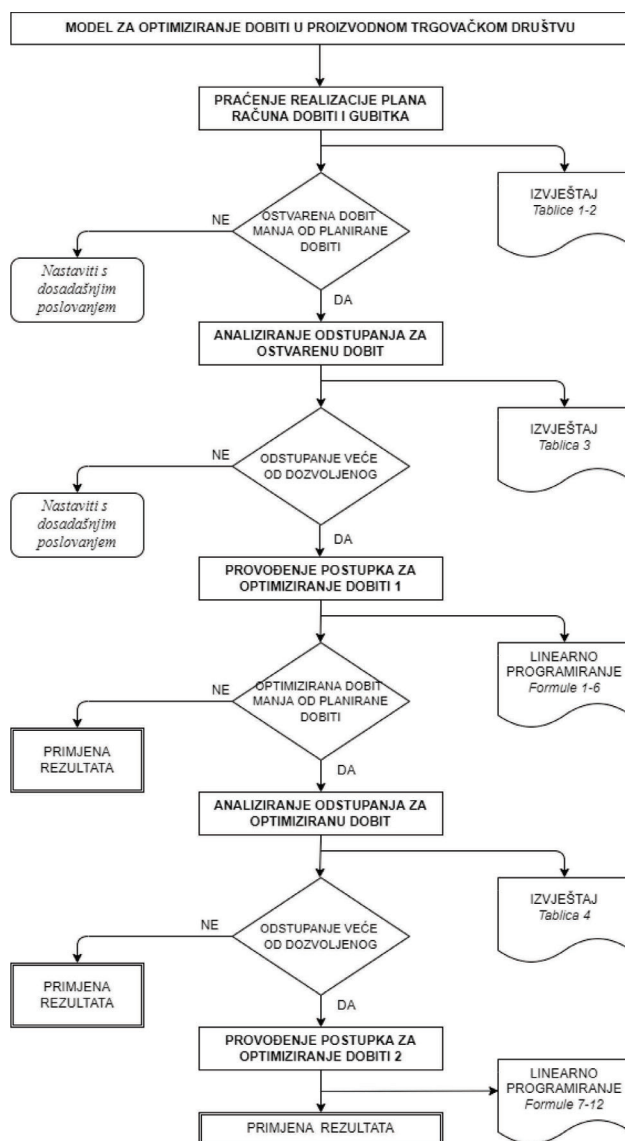 MODEL ZA OPTIMIZIRANJE DOBITI U PROIZVODNOM TRGOVAČKOM DRUŠTVU
PRAĆENJE REALIZACIJE PLANA
RAČUNA DOBITI I GUBITKA
IZVJEŠTAJ
Tablice 1-2
NE
OSTVARENA DOBIT
MANJA OD PLANIRANE
DOBITI
Nastaviti s
dosadašnjim
poslovanjem
DA
ANALIZIRANJE ODSTUPANJA ZA
OSTVARENU DOBIT
IZVJEŠTAJ
Tablica 3
NE
ODSTUPANJE VEĆE
OD DOZVOLJENOG
Nastaviti s
dosadašnjim
poslovanjem
DA
PROVOĐENJE POSTUPKA ZA
OPTIMIZIRANJE DOBITI 1
LINEARNO
PROGRAMIRANJE
Formule 1-6
NE
OPTIMIZIRANA DOBIT
MANJA OD PLANIRANE
DOBITI
PRIMJENA
REZULTATA
DA
ANALIZIRANJE ODSTUPANJA ZA
OPTIMIZIRANU DOBIT
IZVJEŠTAJ
Tablica 4
NE
ODSTUPANJE VEĆE
OD DOZVOLJENOG
PRIMJENA
REZULTATA
DA
PROVOĐENJE POSTUPKA ZA
OPTIMIZIRANJE DOBITI 2
LINEARNO
PROGRAMIRANJE
Formule 7-12
PRIMJENA REZULTATA